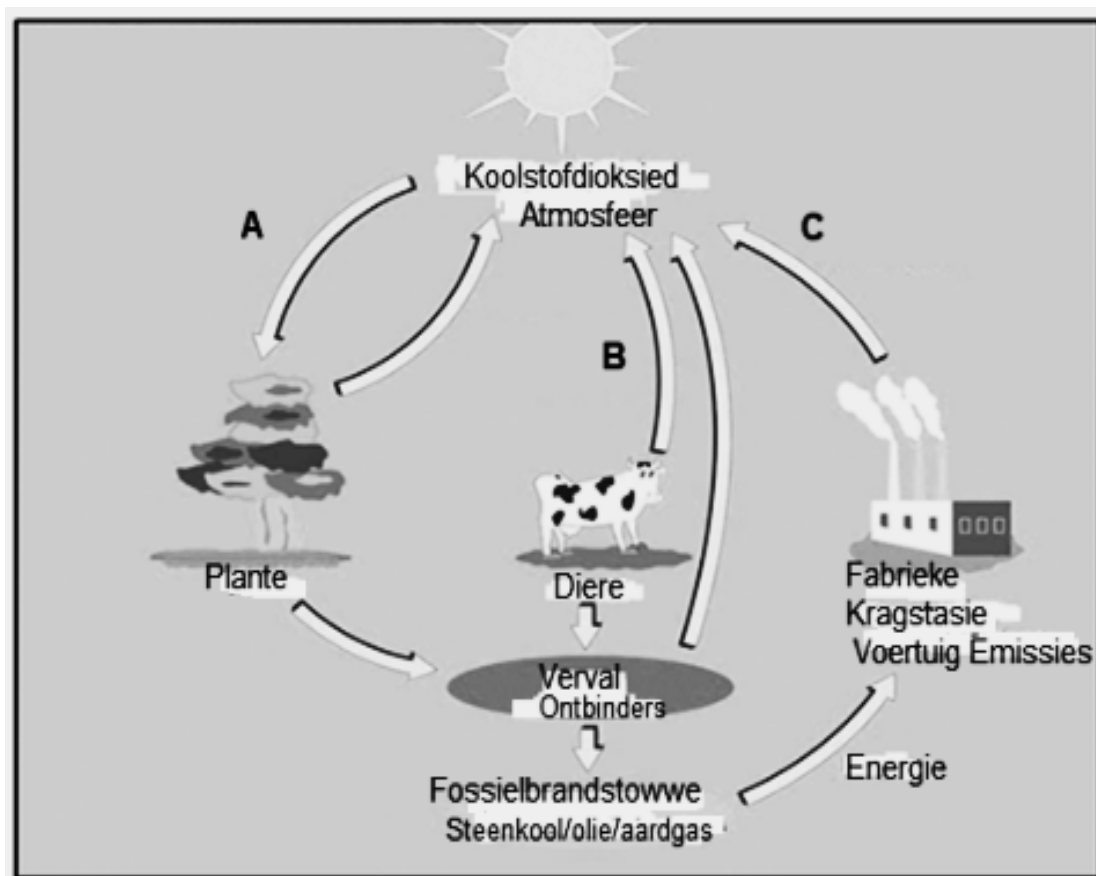 Koolstofdioksied
Atmosfeer
A
C
B
Plante
Diere
Fabrieke
Kragstasie
Voertuig Emissies
Verval
Ontbinders
Energie
Fossielbrandstowwe
Steenkool/olie/aardgas